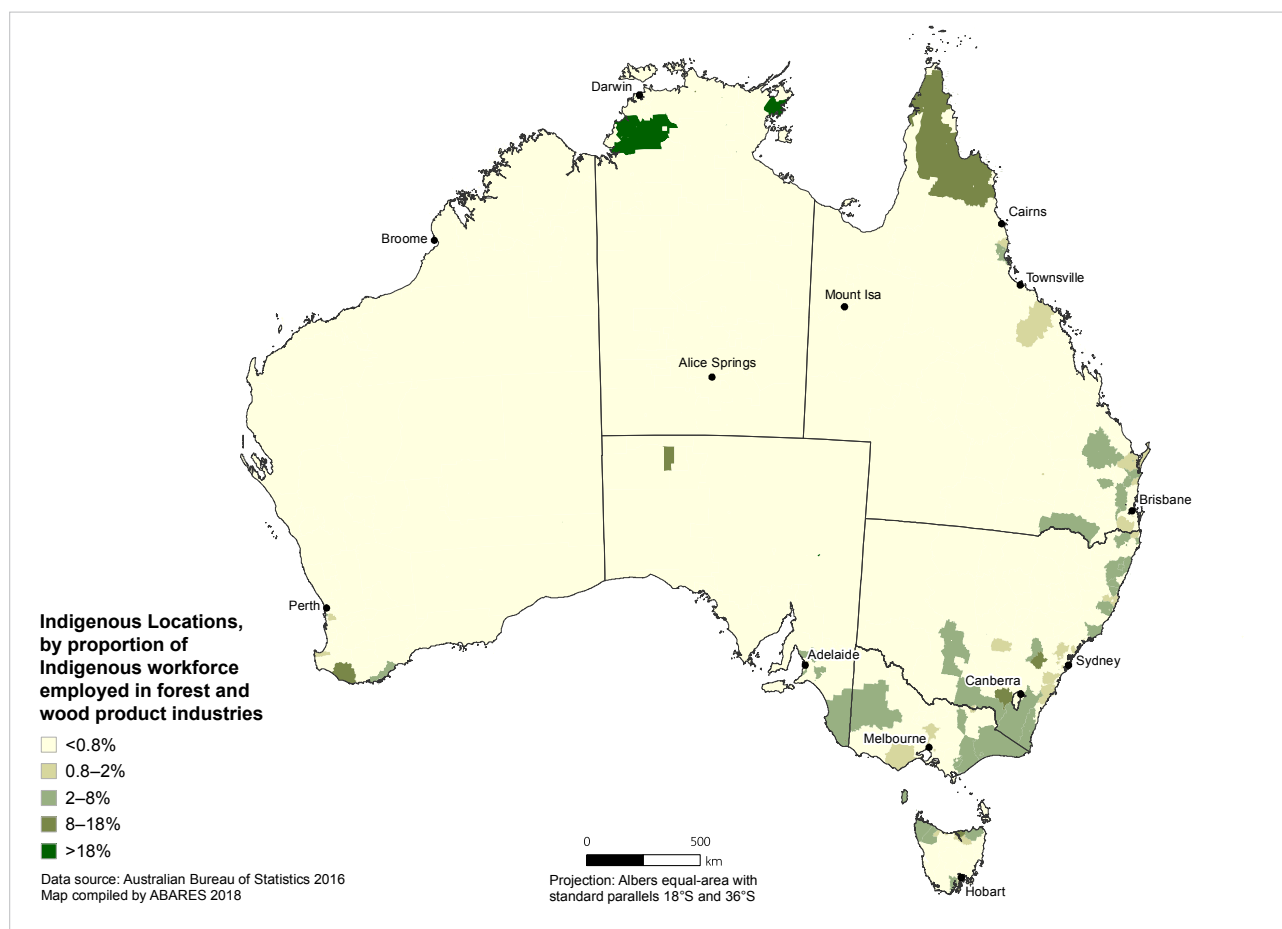 Darwin
Cairns
Broome
Townsville
Mount Isa
Alice Springs
Brisbane
Perth
Adelaide
Sydney
Canberra
Melbourne
Hobart
Indigenous Locations,
by proportion of
Indigenous workforce
employed in forest and
wood product industries
<0.8%
0.8–2%
2–8%
8–18%
>18%
Data source: Australian Bureau of Statistics 2016
Map compiled by ABARES 2018
0 500
km
Projection: Albers equal-area with
standard parallels 18°S and 36°S